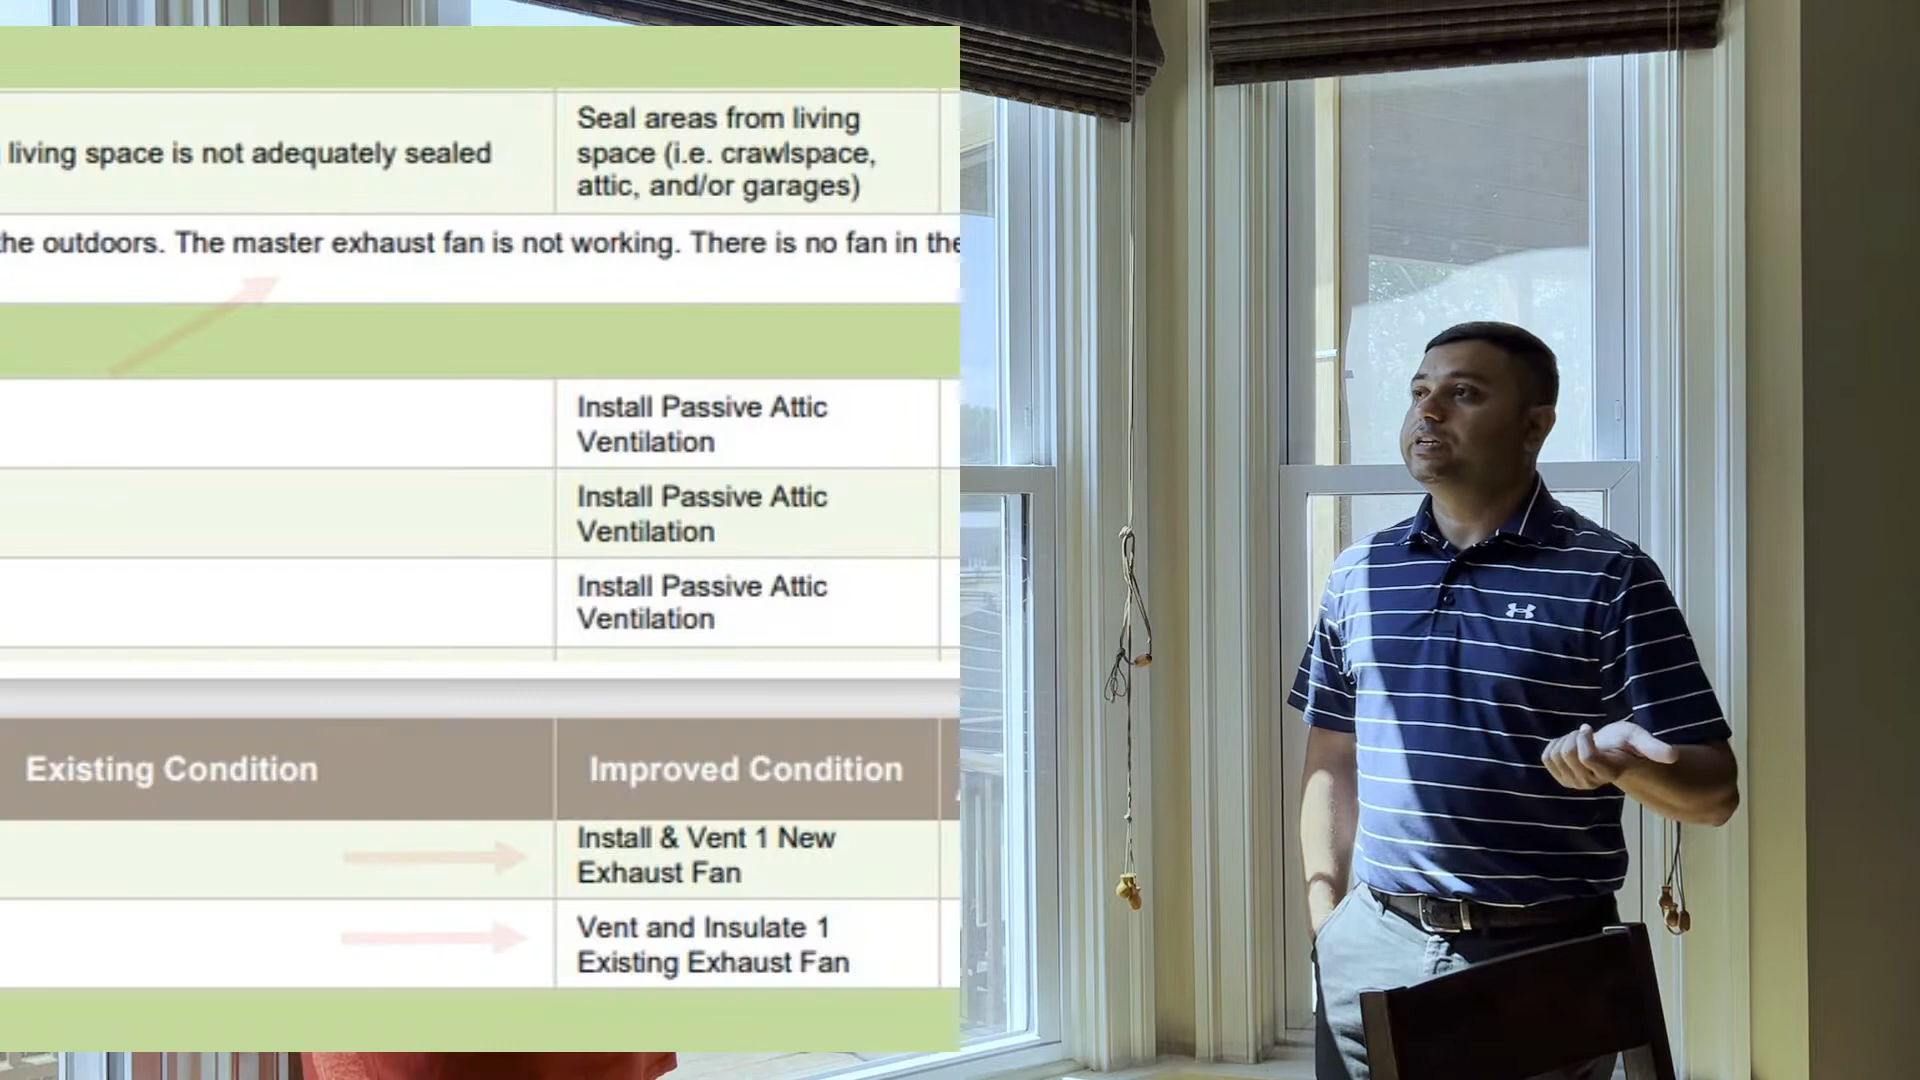 living space is not adequately sealed
Seal areas from living
space (i.e. crawlspace,
attic, and/or garages)
the outdoors. The master exhaust fan is not working. There is no fan in the
Install Passive Attic
Ventilation
Install Passive Attic
Ventilation
Install Passive Attic
Ventilation
Existing Condition
Improved Condition
Install & Vent 1 New
Exhaust Fan
Vent and Insulate 1
Existing Exhaust Fan